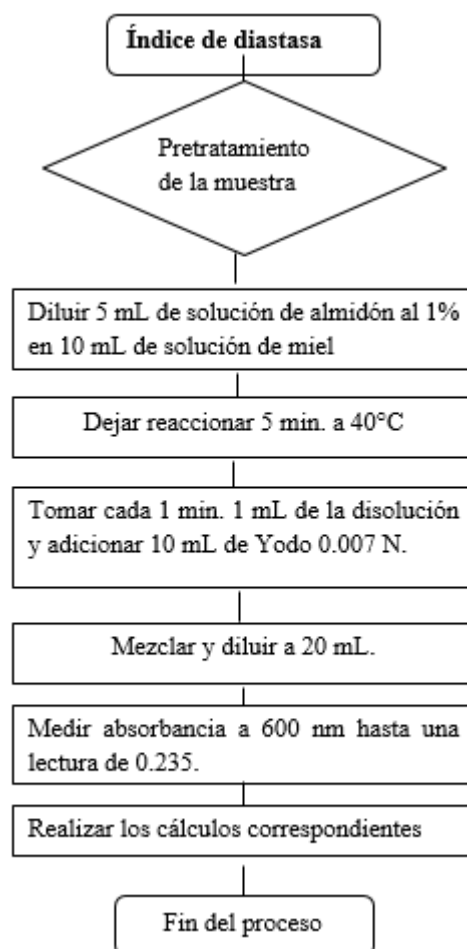 Índice de diastasa
Pretratamiento
de la muestra
Diluir 5 mL de solución de almidón al 1%
en 10 mL de solución de miel
Dejar reaccionar 5 min. a 40°C
Tomar cada 1 min. 1 mL de la disolución
y adicionar 10 mL de Yodo 0.007 N.
Mezclar y diluir a 20 mL.
Medir absorbancia a 600 nm hasta una
lectura de 0.235.
Realizar los cálculos correspondientes
Fin del proceso